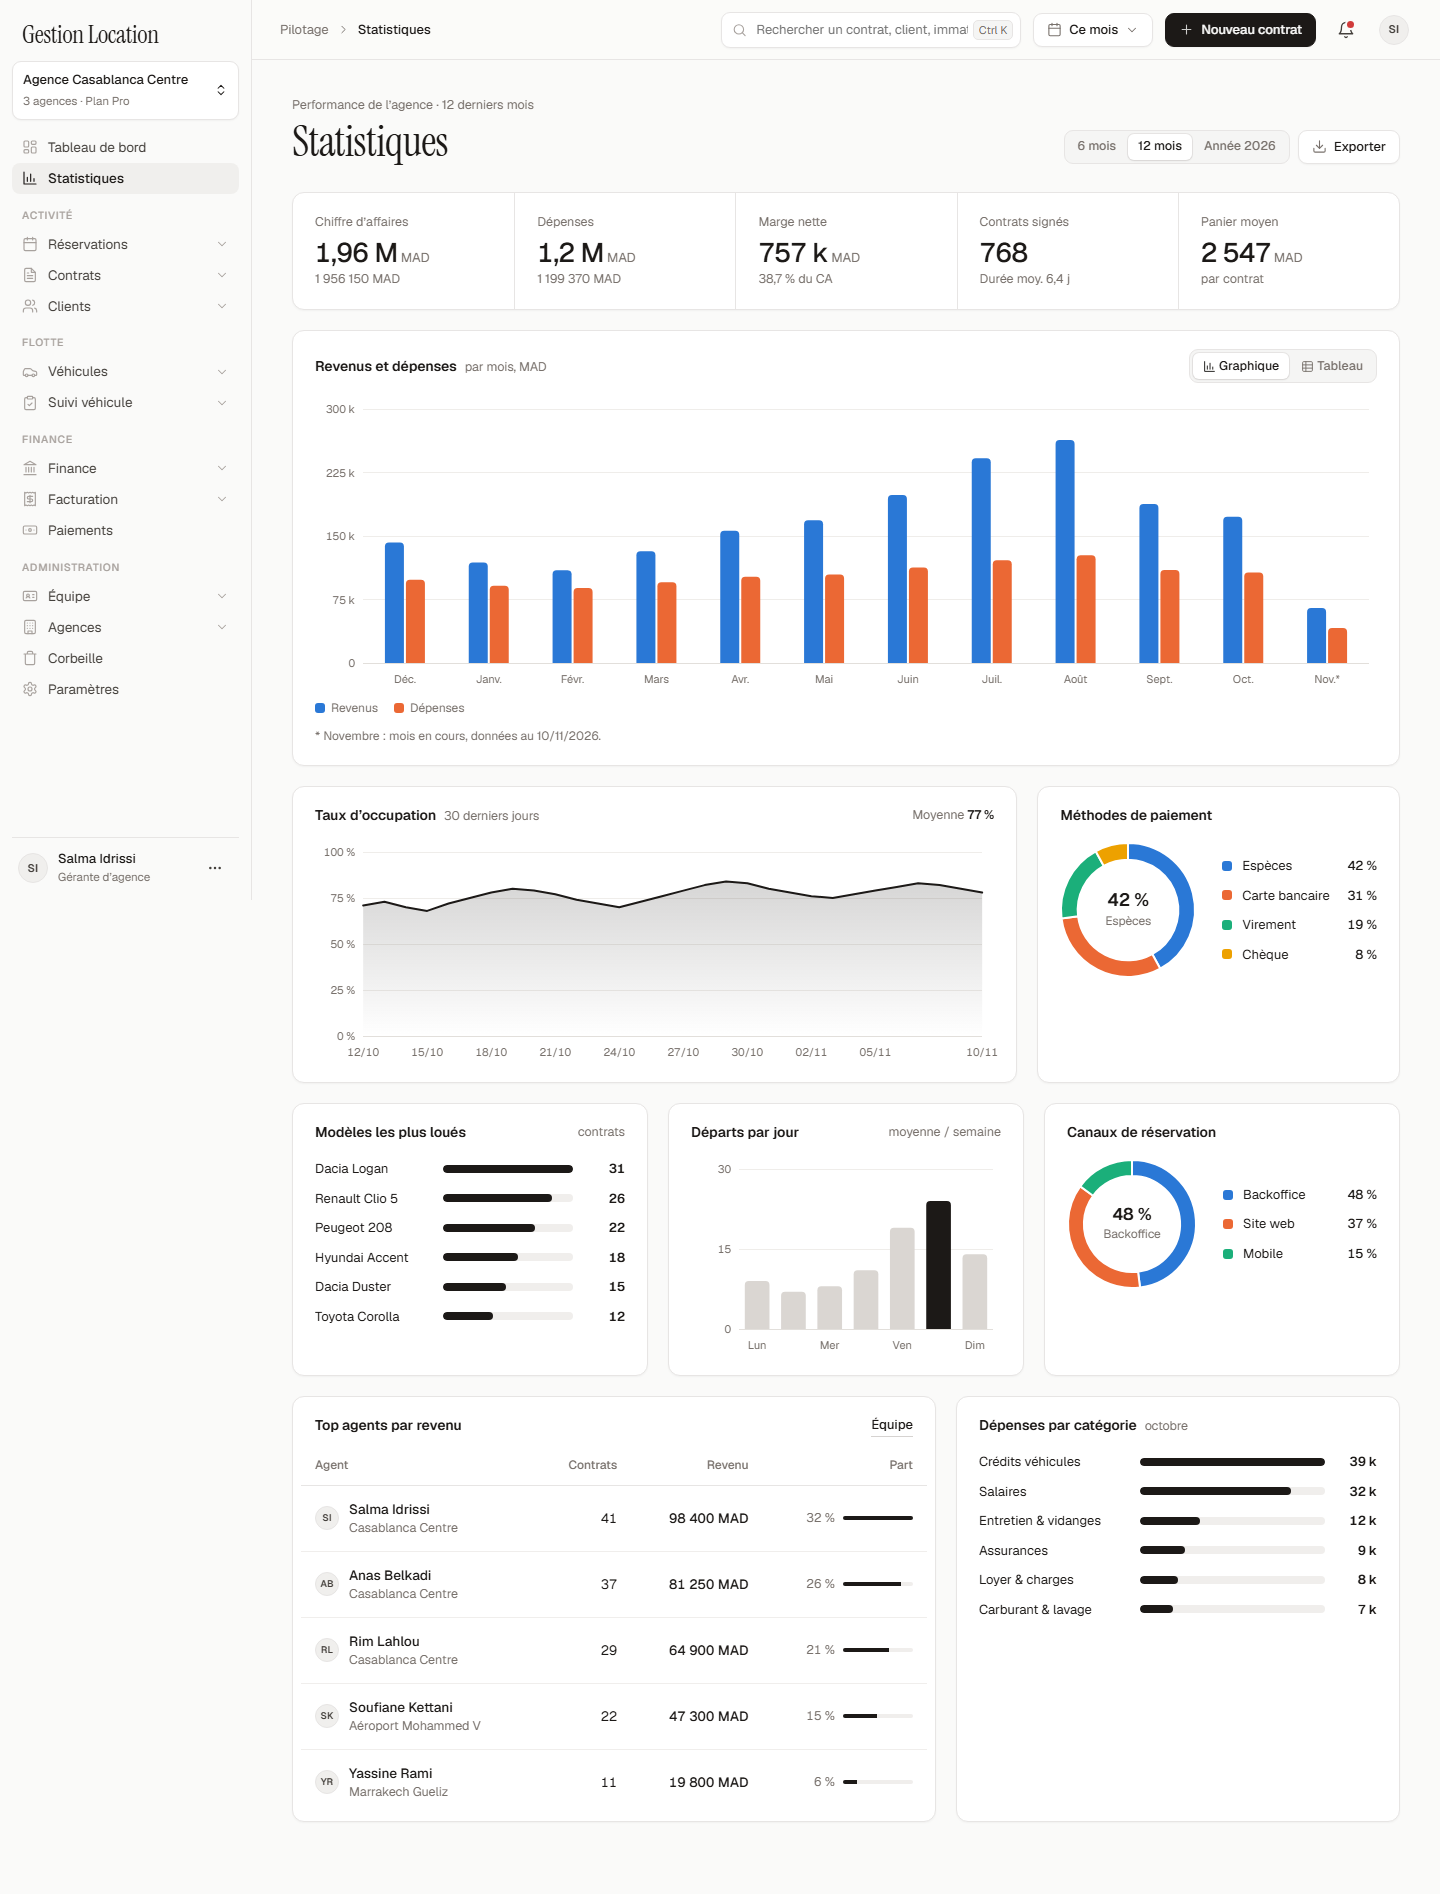 Gestion Location
Agence Casablanca Centre
3 agences · Plan Pro
Tableau de bord
Statistiques
ACTIVITÉ
Réservations
Contrats
Clients
FLOTTE
Véhicules
Suivi véhicule
FINANCE
Finance
Facturation
Paiements
ADMINISTRATION
Équipe
Agences
Corbeille
Paramètres
SI
Salma Idrissi
Gérante d'agence
Pilotage > Statistiques
Rechercher un contrat, client, immat
Ctrl K
Ce mois
+ Nouveau contrat
SI
Performance de l'agence · 12 derniers mois
Statistiques
6 mois 12 mois Année 2026
Exporter
Chiffre d'affaires
1,96 M MAD
1 956 150 MAD
Dépenses
1,2 M MAD
1 199 370 MAD
Marge nette
757 k MAD
38,7 % du CA
Contrats signés
768
Durée moy. 6,4 j
Panier moyen
2 547 MAD
par contrat
Revenus et dépenses par mois, MAD
Graphique Tableau
300 k
225 k
150 k
75 k
0
Déc. Janv. Févr. Mars Avr. Mai Juin Juil. Août Sept. Oct. Nov.*
Revenus Dépenses
* Novembre : mois en cours, données au 10/11/2026.
Taux d'occupation 30 derniers jours
Moyenne 77 %
100 %
75 %
50 %
25 %
0 %
12/10 15/10 18/10 21/10 24/10 27/10 30/10 02/11 05/11 10/11
Méthodes de paiement
42 %
Espèces
Espèces 42 %
Carte bancaire 31 %
Virement 19 %
Chèque 8 %
Modèles les plus loués contrats
Dacia Logan 31
Renault Clio 5 26
Peugeot 208 22
Hyundai Accent 18
Dacia Duster 15
Toyota Corolla 12
Départs par jour moyenne / semaine
30
15
0
Lun Mer Ven Dim
Canaux de réservation
48 %
Backoffice
Backoffice 48 %
Site web 37 %
Mobile 15 %
Top agents par revenu Équipe
Agent Contrats Revenu Part
SI Salma Idrissi 41 98 400 MAD 32 %
Casablanca Centre
AB Anas Belkadi 37 81 250 MAD 26 %
Casablanca Centre
RL Rim Lahlou 29 64 900 MAD 21 %
Casablanca Centre
SK Soufiane Kettani 22 47 300 MAD 15 %
Aéroport Mohammed V
YR Yassine Rami 11 19 800 MAD 6 %
Marrakech Gueliz
Dépenses par catégorie octobre
Crédits véhicules 39 k
Salaires 32 k
Entretien & vidanges 12 k
Assurances 9 k
Loyer & charges 8 k
Carburant & lavage 7 k